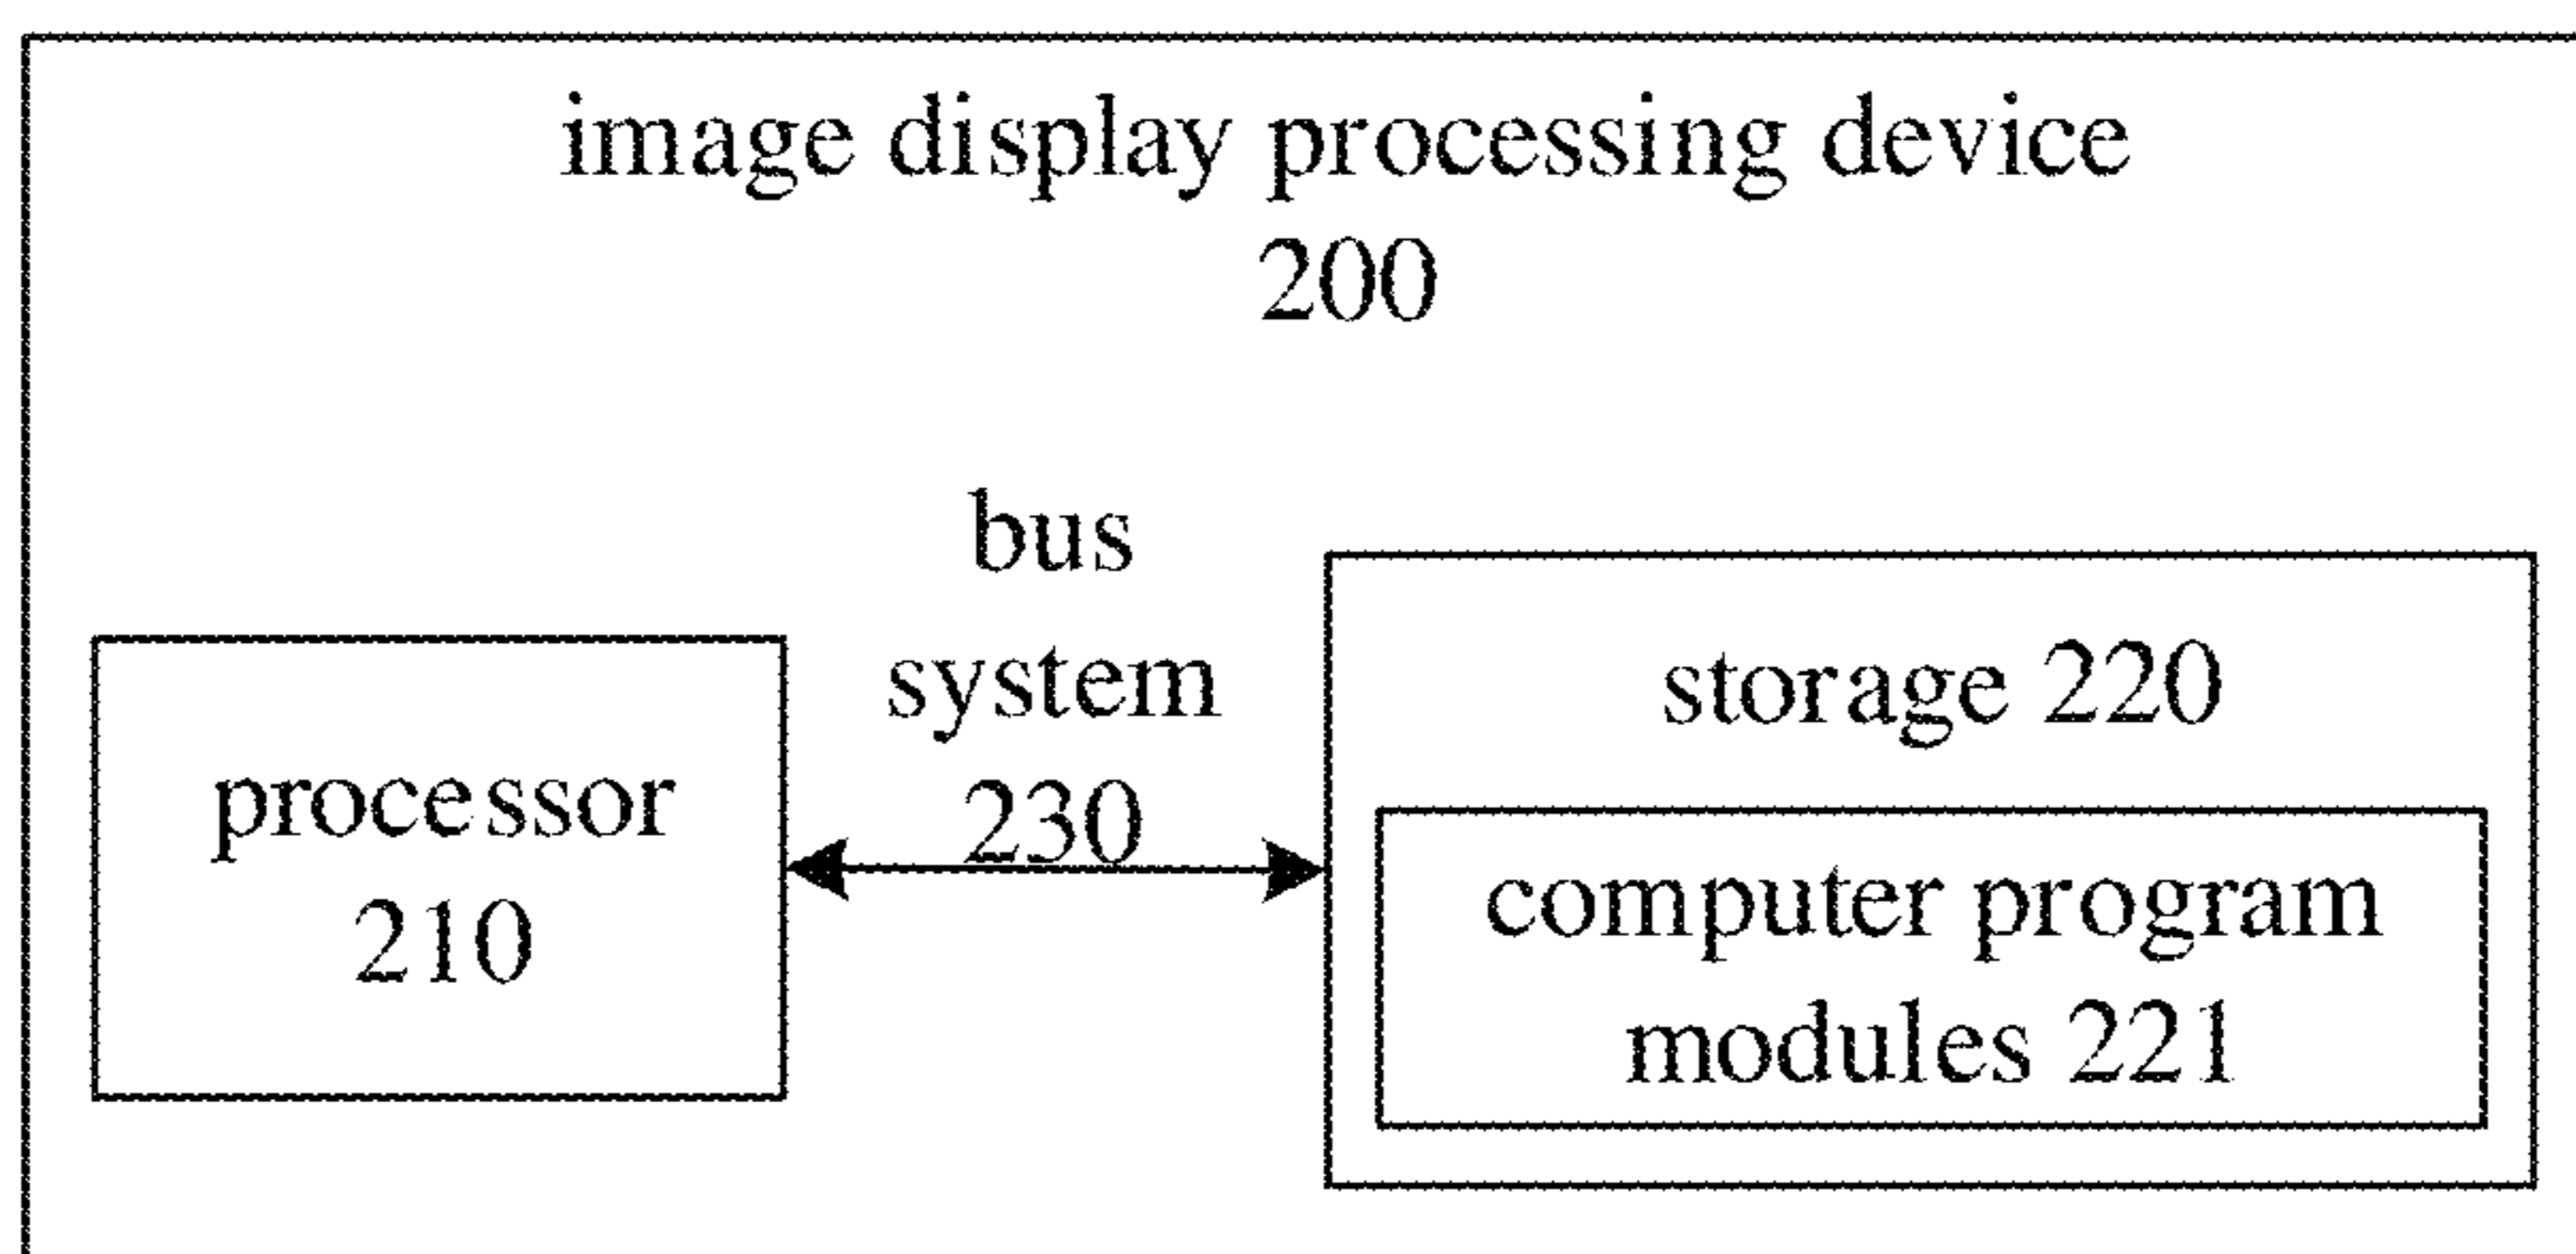 image display processing device
200
bus
system
230
processor
210
storage 220
computer program
modules 221